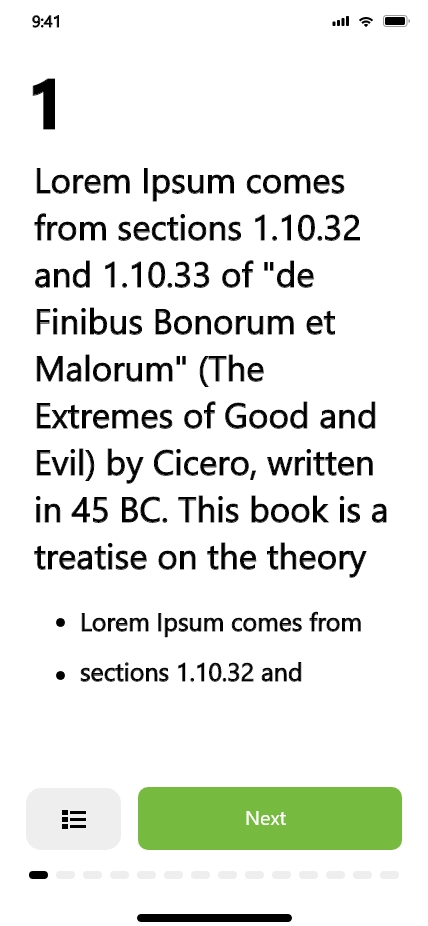 9:41
1
Lorem Ipsum comes
from sections 1.10.32
and 1.10.33 of "de
Finibus Bonorum et
Malorum" (The
Extremes of Good and
Evil) by Cicero, written
in 45 BC. This book is a
treatise on the theory
• Lorem Ipsum comes from
• sections 1.10.32 and
Next